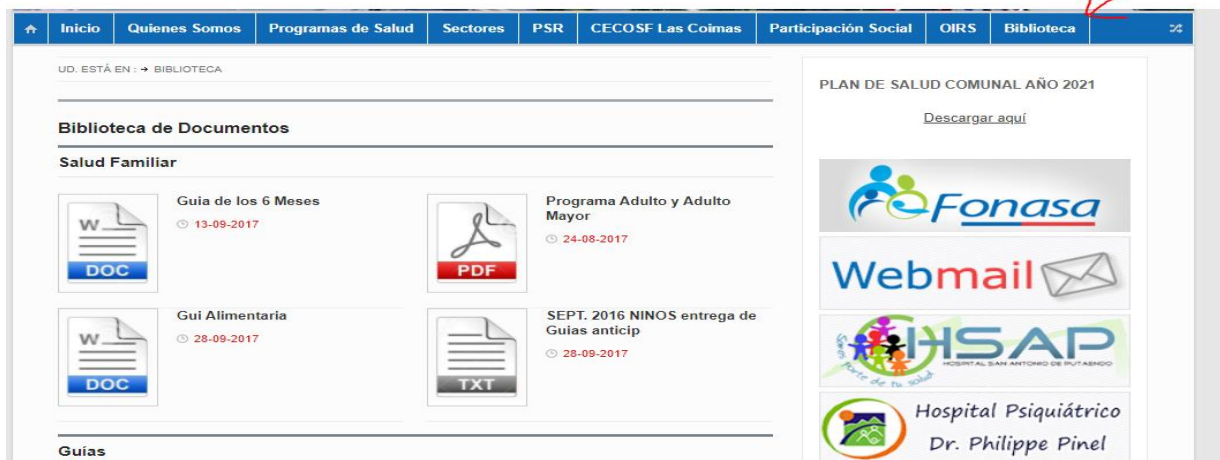 Inicio Quienes Somos Programas de Salud Sectores PSR CECOSF Las Coimas Participación Social OIRS Biblioteca
UD. ESTÁ EN : → BIBLIOTECA
Biblioteca de Documentos
Salud Familiar
W
DOC
Guia de los 6 Meses
13-09-2017
PDF
Programa Adulto y Adulto
Mayor
24-08-2017
W
DOC
Gui Alimentaria
28-09-2017
TXT
SEPT. 2016 NINOS entrega de
Guias anticip
28-09-2017
Guías
PLAN DE SALUD COMUNAL AÑO 2021
Descargar aquí
Fonasa
Webmail
HSAP
HOSPITAL SAN ANTONIO DE PUTAENDO
parte de tu salud
Hospital Psiquiátrico
Dr. Philippe Pinel